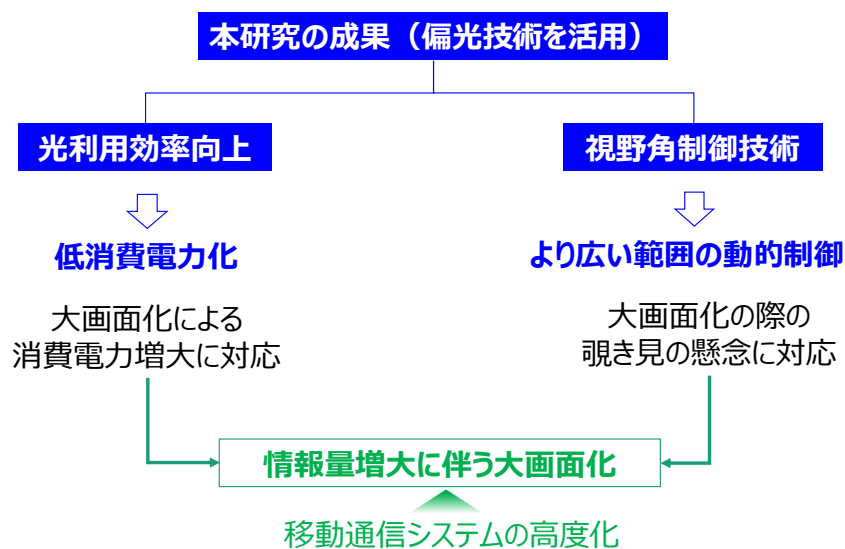 本研究の成果（偏光技術を活用）
光利用効率向上
視野角制御技術
低消費電力化
より広い範囲の動的制御
大画面化による
消費電力増大に対応
大画面化の際の
覗き見の懸念に対応
情報量増大に伴う大画面化
移動通信システムの高度化